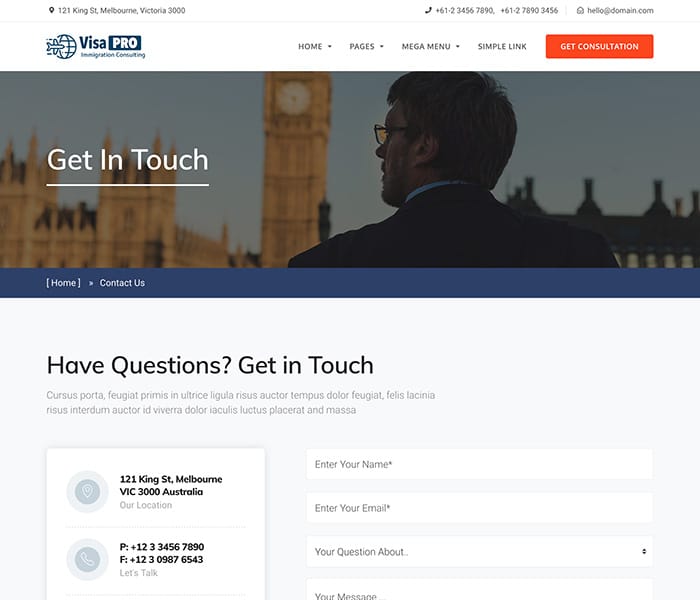 121 King St, Melbourne, Victoria 3000
+61-2 3456 7890, +61-2 7890 3456
hello@domain.com
Visa PRO
Immigration Consulting
HOME
PAGES
MEGA MENU
SIMPLE LINK
GET CONSULTATION
Get In Touch
[ Home ] » Contact Us
Have Questions? Get in Touch
Cursus porta, feugiat primis in ultrice ligula risus auctor tempus dolor feugiat, felis lacinia
risus interdum auctor id viverra dolor iaculis luctus placerat and massa
121 King St, Melbourne
VIC 3000 Australia
Our Location
P: +12 3 3456 7890
F: +12 3 0987 6543
Let's Talk
Enter Your Name*
Enter Your Email*
Your Question About..
Your Message ...